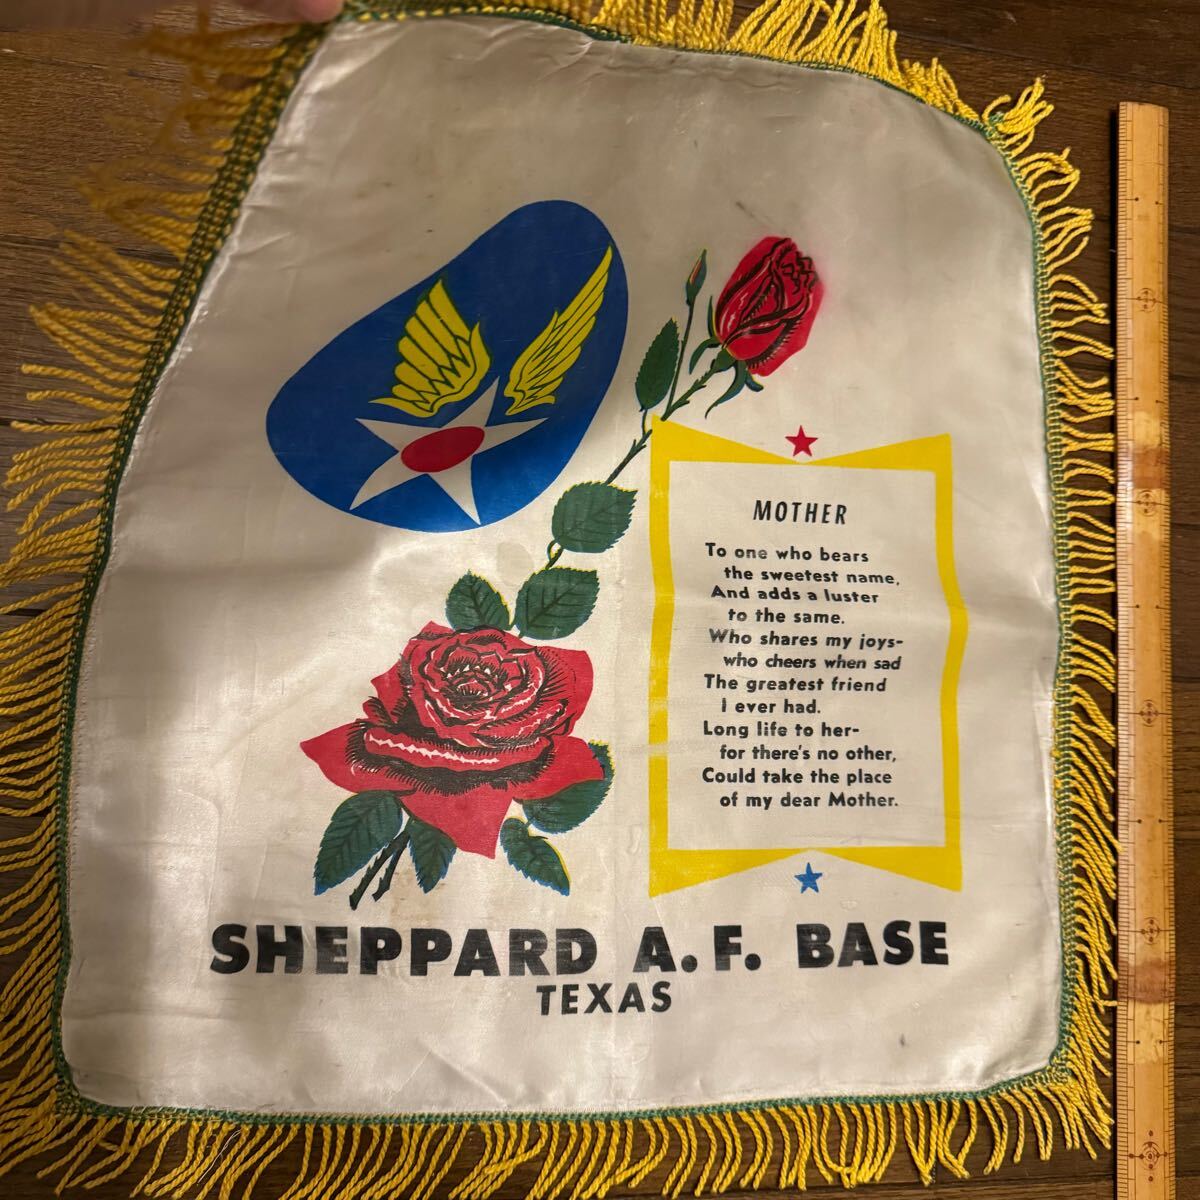 MOTHER
To one who bears
the sweetest name,
And adds a luster
to the same.
Who shares my joys-
who cheers when sad
The greatest friend
I ever had.
Long life to her-
for there's no other,
Could take the place
of my dear Mother.
SHEPPARD A.F. BASE
TEXAS